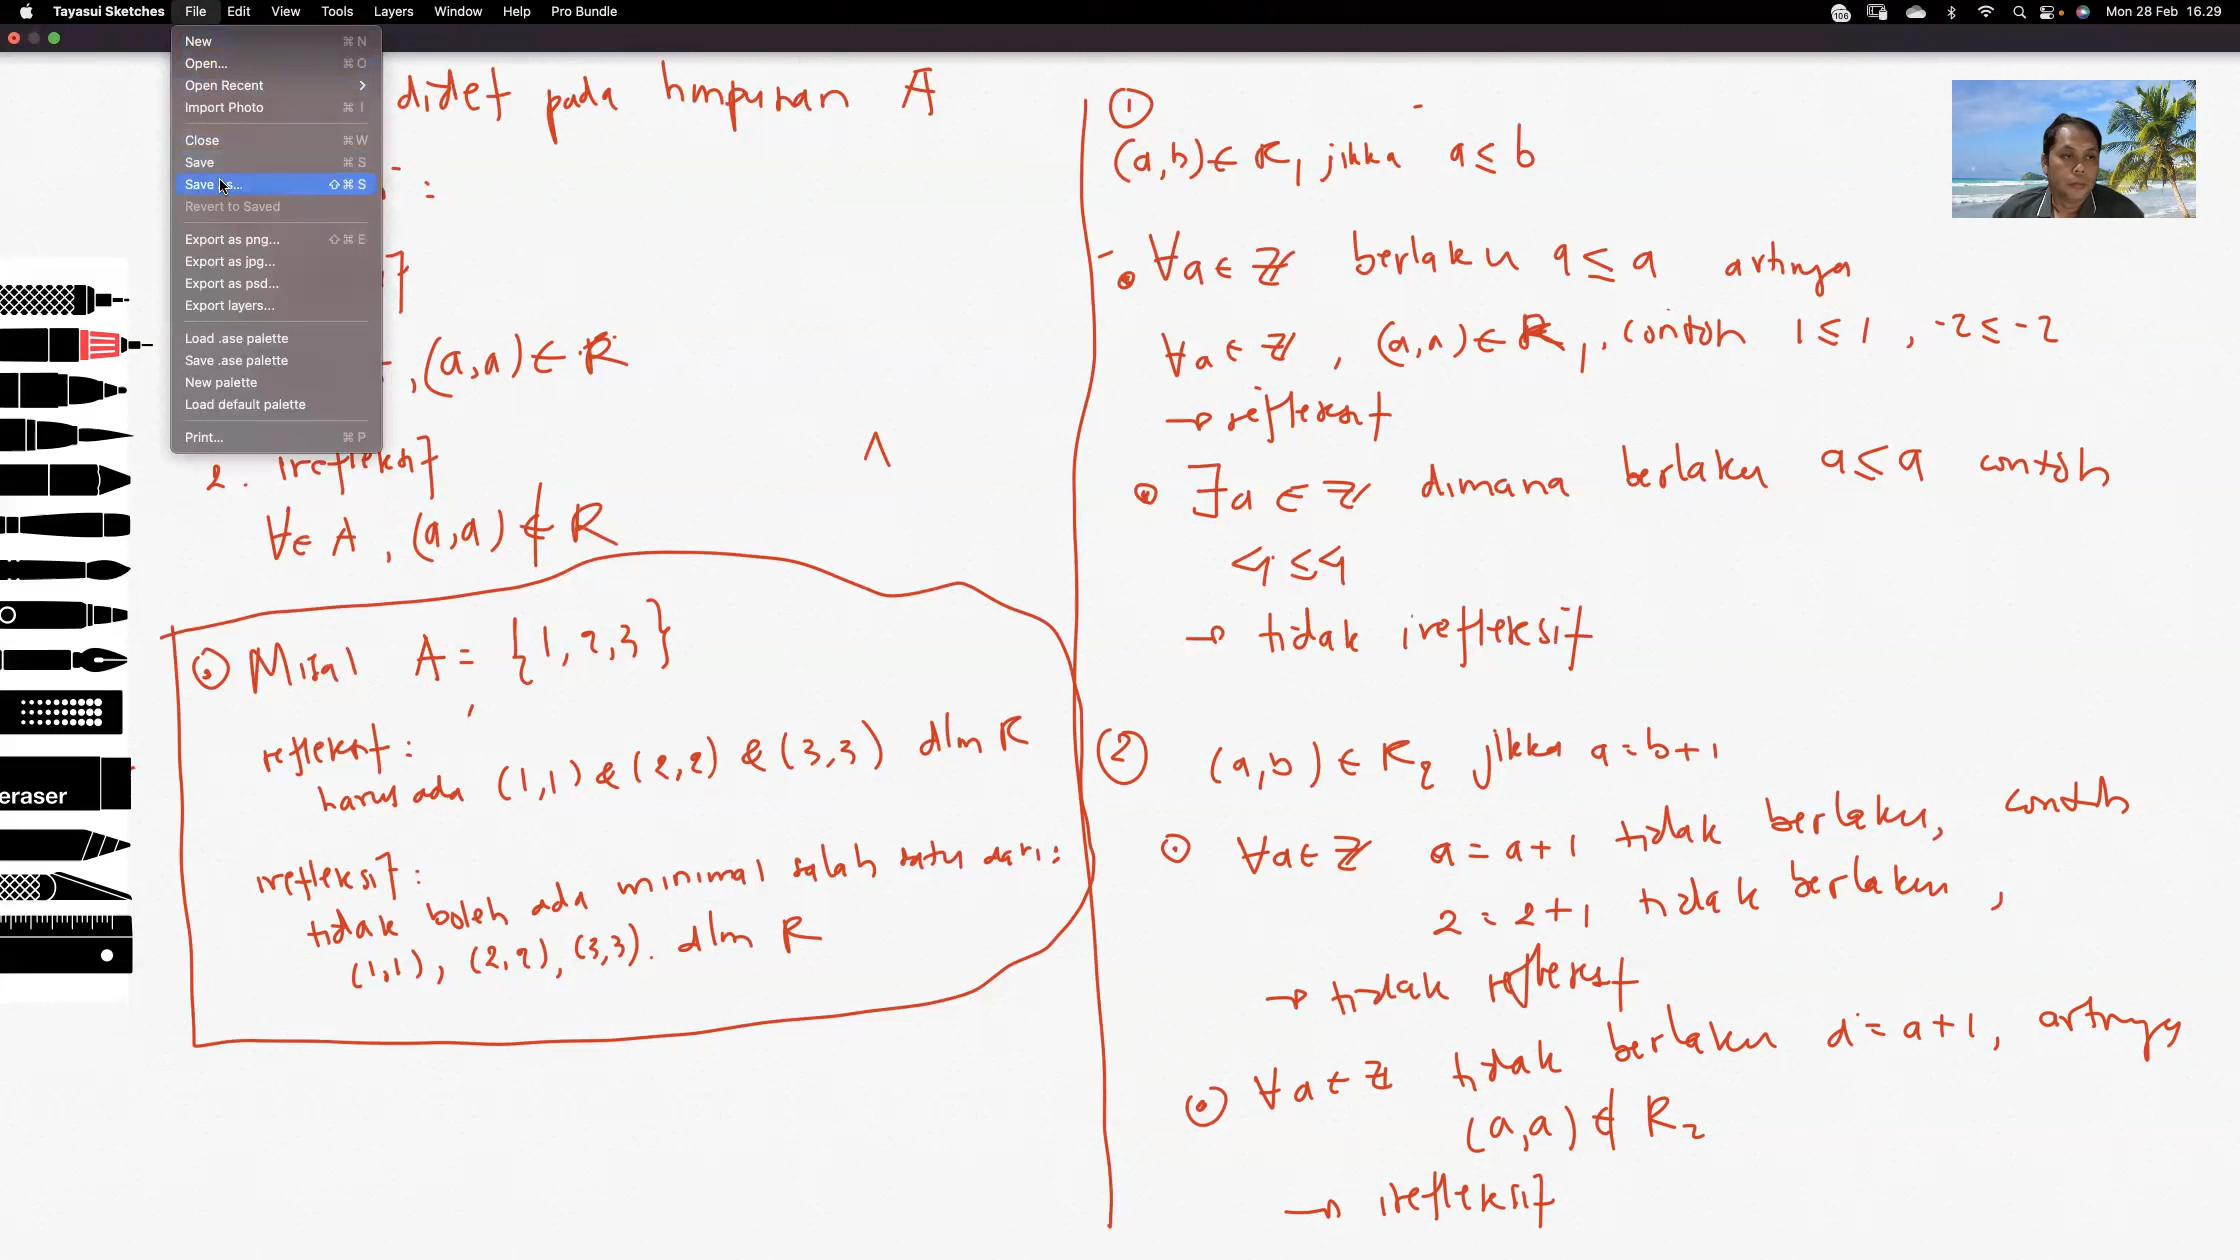 Tayasui Sketches File Edit View Tools Layers Window Help Pro Bundle
106 Mon 28 Feb 16.29
New ⌘ N
Open... ⌘ O
Open Recent >
Import Photo ⌘ I
Close ⌘ W
Save ⌘ S
Save As... ⇧ ⌘ S
Revert to Saved
Export as png... ⇧ ⌘ E
Export as jpg...
Export as psd...
Export layers...
Load .ase palette
Save .ase palette
New palette
Load default palette
Print... ⌘ P
eraser
didef pada himpunan A
:
, (a,a) ∈ R
2. irefleksif
∀∈ A , (a,a) ∉ R
∧
Misal A = {1,2,3}
refleksif :
harus ada (1,1) & (2,2) & (3,3) dlm R
irefleksif :
tidak boleh ada minimal salah satu dari :
(1,1), (2,2), (3,3). dlm R
①
(a,b) ∈ R₁ jikka a ≤ b
∀a ∈ ℤ berlaku a ≤ a artinya
∀a ∈ ℤ , (a,a) ∈ R₁, contoh 1 ≤ 1 , -2 ≤ -2
→ refleksif
∃a ∈ ℤ dimana berlaku a ≤ a contoh
4 ≤ 4
→ tidak irefleksif
② (a,b) ∈ R₂ jikka a = b+1
∀a ∈ ℤ a = a+1 tidak berlaku, contoh
2 = 2+1 tidak berlaku ,
→ tidak refleksif
∀a ∈ ℤ tidak berlaku a = a+1, artinya
(a,a) ∉ R₂
→ irefleksif